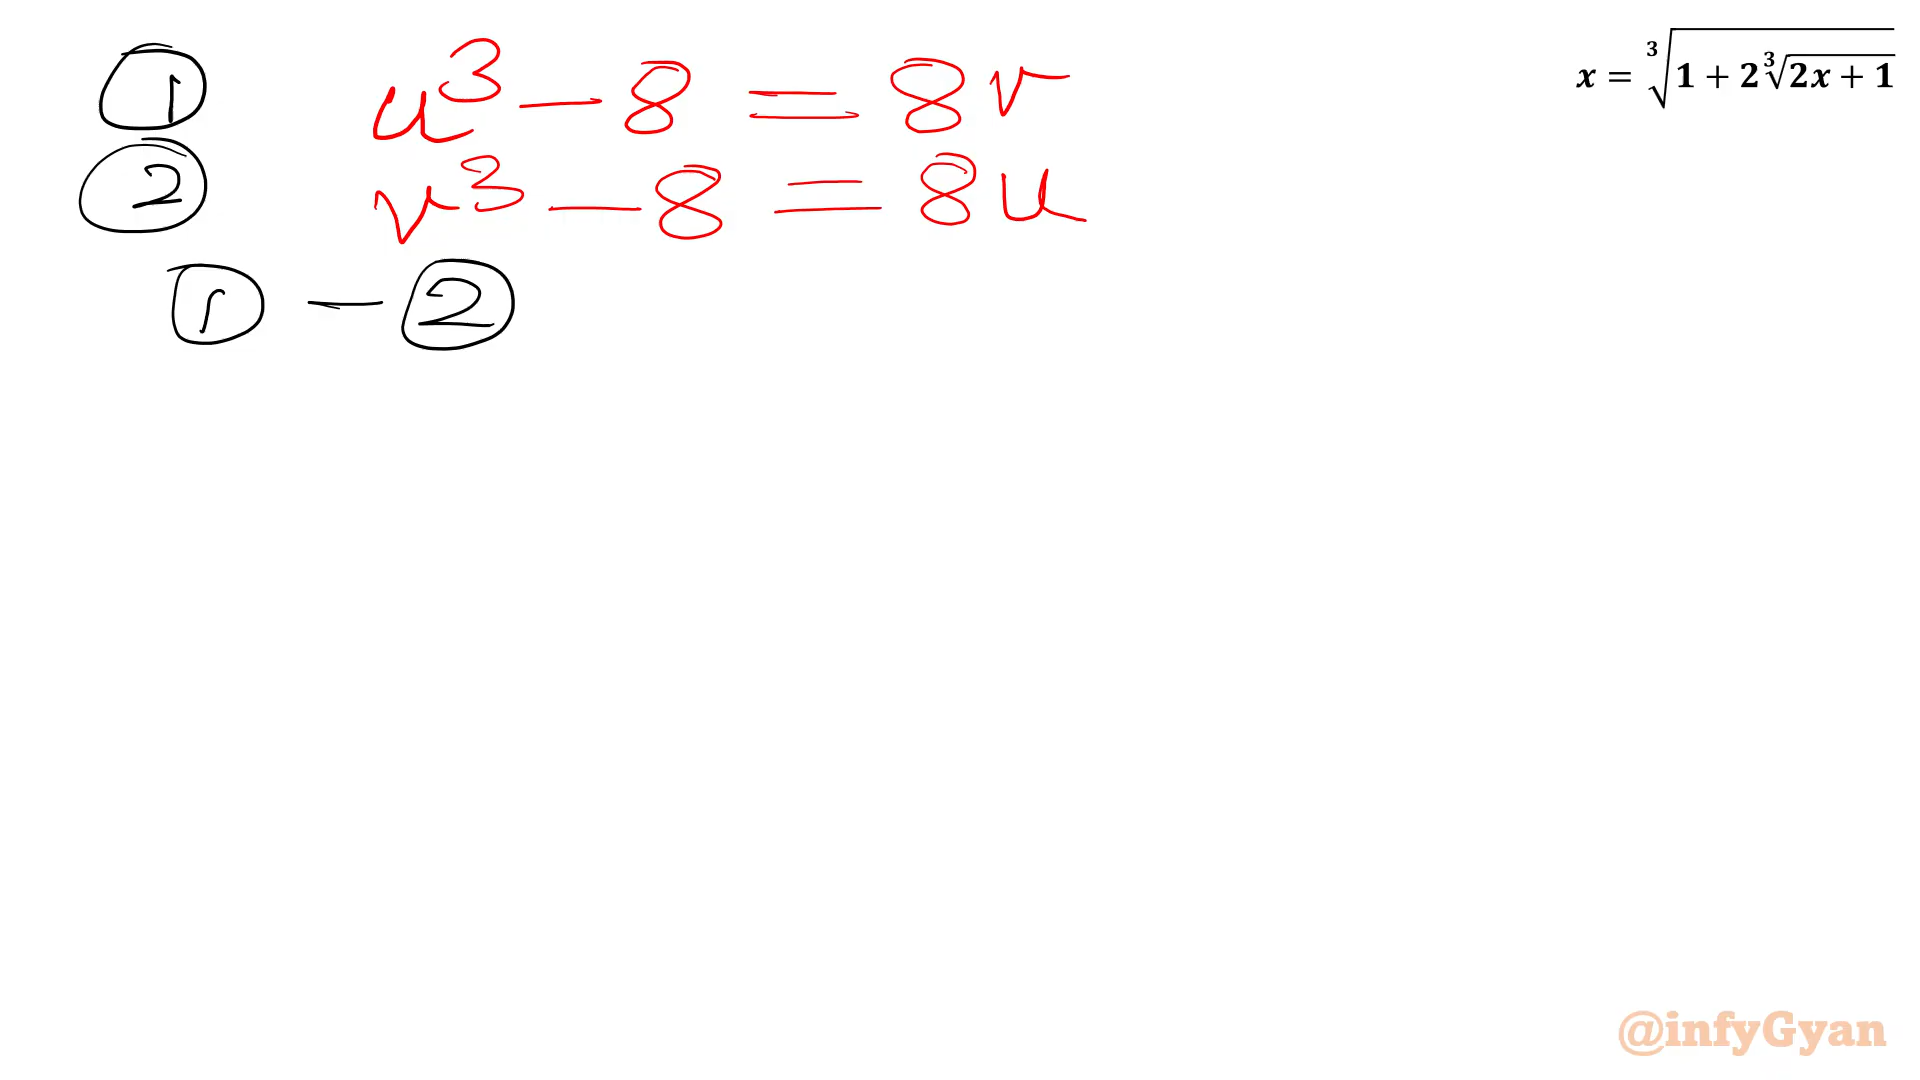 ① u³ − 8 = 8v
② v³ − 8 = 8u
① − ②
x = ∛(1 + 2∛(2x + 1))
@infyGyan